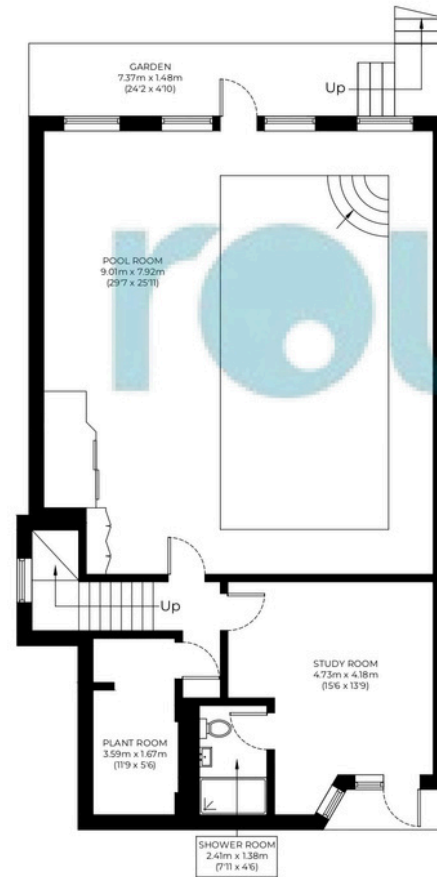 GARDEN
7.37m x 1.48m
(24'2 x 4'10)
Up
POOL ROOM
9.01m x 7.92m
(29'7 x 25'11)
rou
Up
STUDY ROOM
4.73m x 4.18m
(15'6 x 13'9)
PLANT ROOM
3.59m x 1.67m
(11'9 x 5'6)
SHOWER ROOM
2.41m x 1.38m
(7'11 x 4'6)